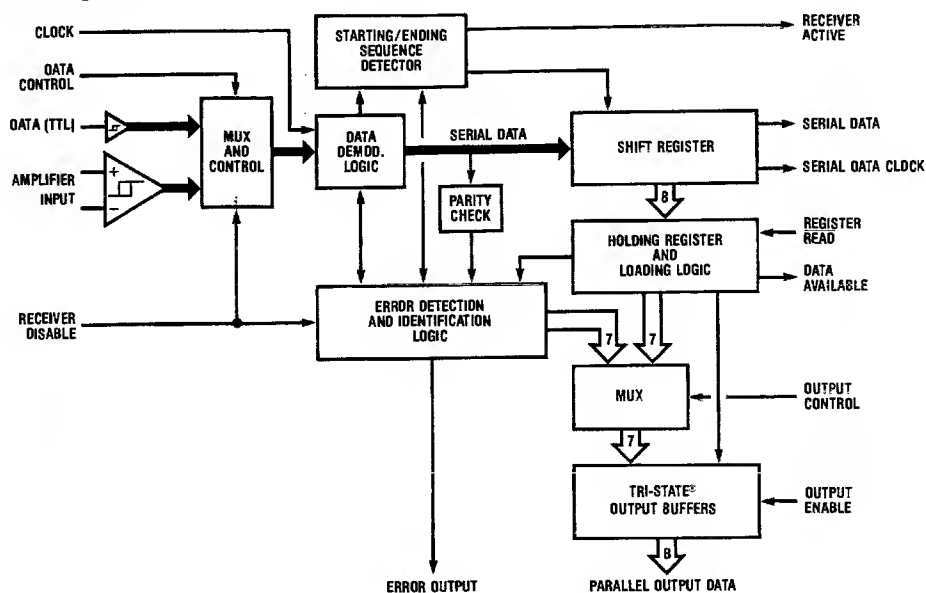 CLOCK
STARTING/ENDING
SEQUENCE
DETECTOR
RECEIVER
ACTIVE
OATA
CONTROL
OATA (TTL)
MUX
AND
CONTROL
DATA
DEMOD.
LOGIC
SERIAL DATA
SHIFT REGISTER
SERIAL DATA
SERIAL OATA CLOCK
AMPLIFIER
INPUT
+
−
PARITY
CHECK
8
HOLDING REGISTER
AND
LOADING LOGIC
REGISTER
READ
DATA
AVAILABLE
RECEIVER
DISABLE
ERROR DETECTION
AND IDENTIFICATION
LOGIC
7
7
MUX
OUTPUT
CONTROL
7
TRI-STATE®
OUTPUT BUFFERS
OUTPUT
ENABLE
8
ERROR OUTPUT
PARALLEL OUTPUT DATA